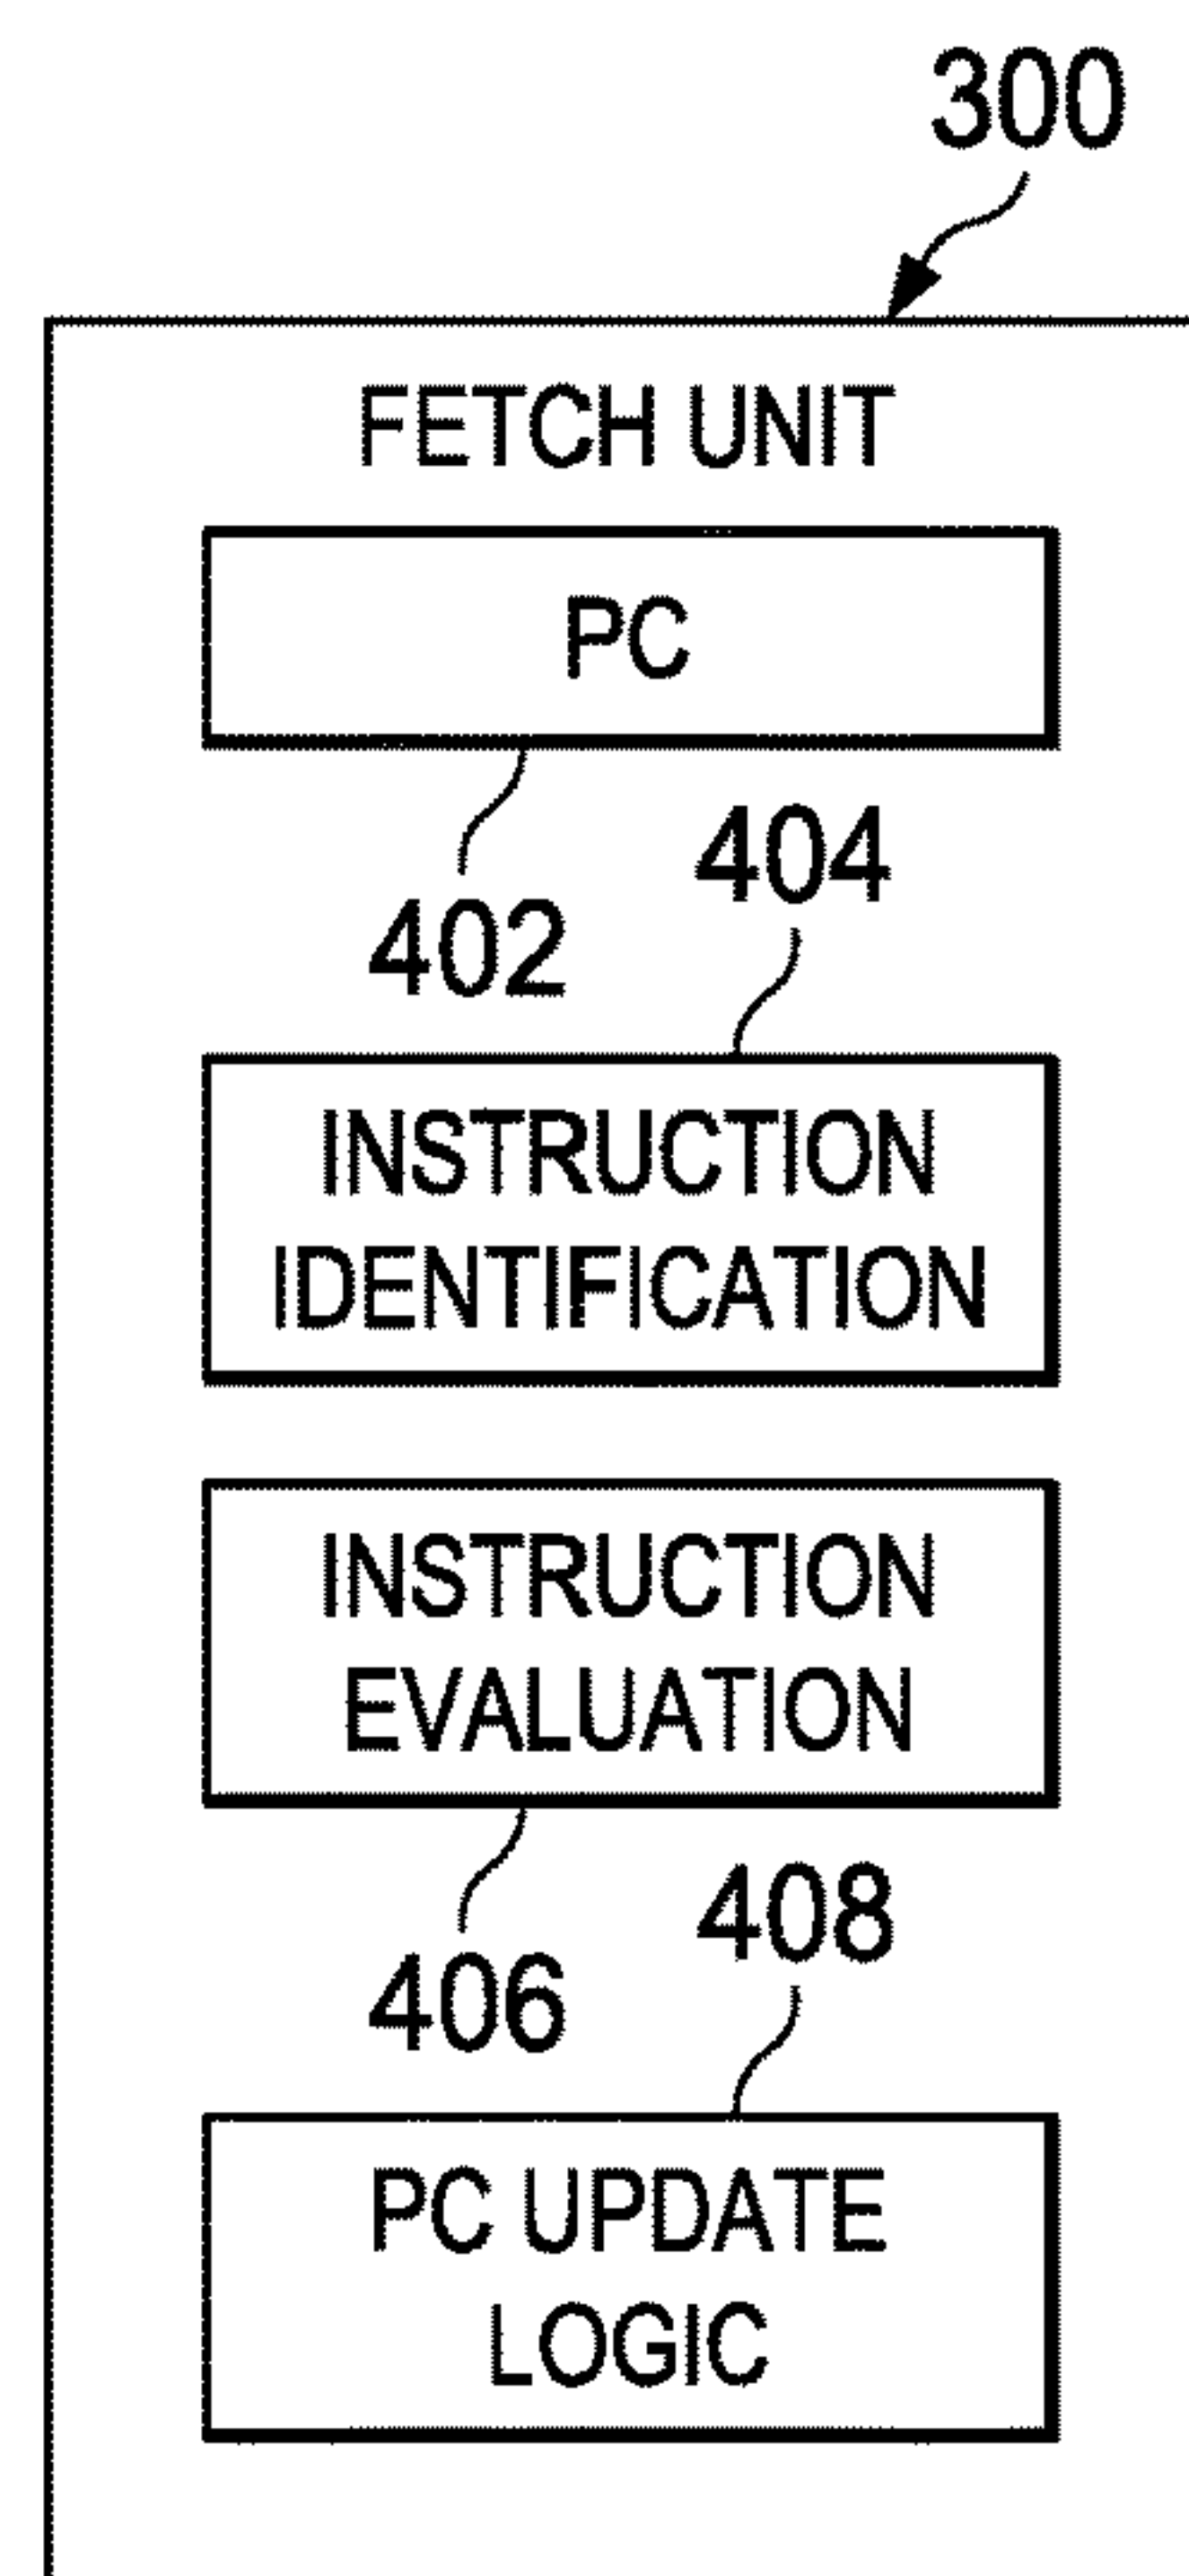 300
FETCH UNIT
PC
404
402
INSTRUCTION
IDENTIFICATION
INSTRUCTION
EVALUATION
408
406
PC UPDATE
LOGIC